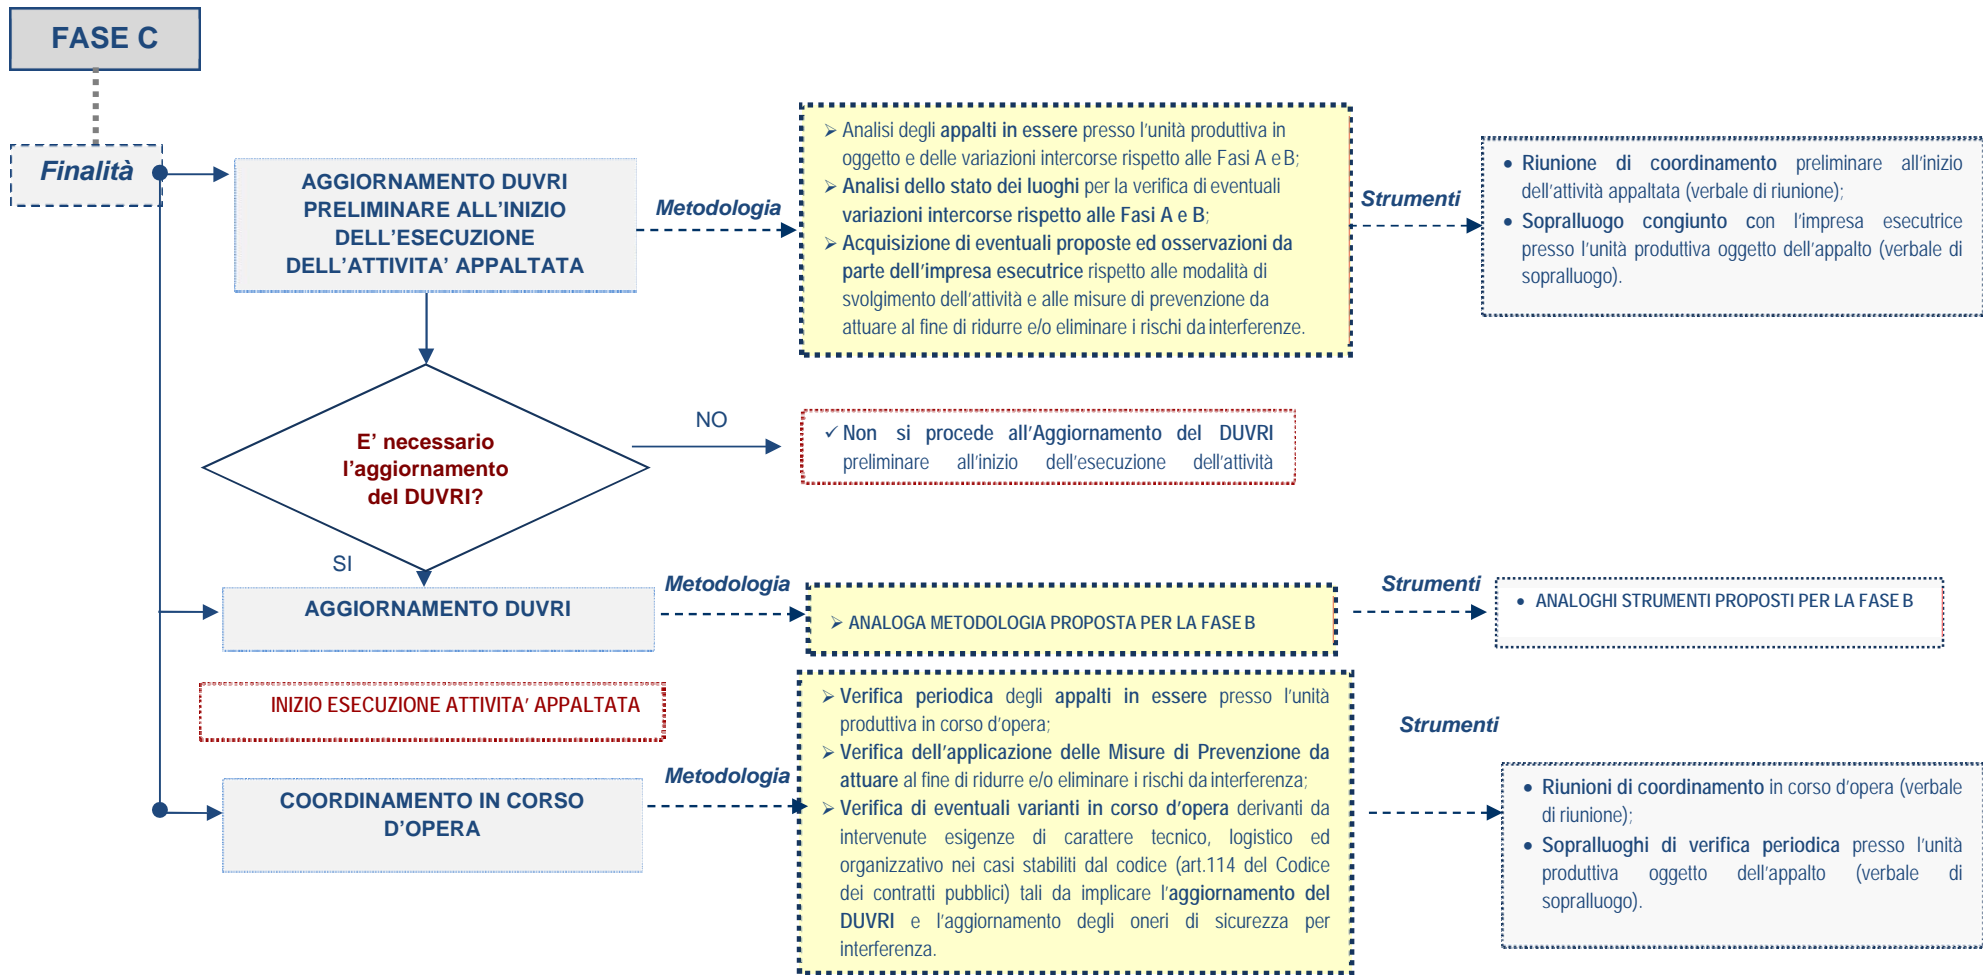 FASE C
Finalità
AGGIORNAMENTO DUVRI
PRELIMINARE ALL’INIZIO
DELL’ESECUZIONE
DELL’ATTIVITA’ APPALTATA
Metodologia
➢ Analisi degli appalti in essere presso l’unità produttiva in
oggetto e delle variazioni intercorse rispetto alle Fasi A e B;
➢ Analisi dello stato dei luoghi per la verifica di eventuali
variazioni intercorse rispetto alle Fasi A e B;
➢ Acquisizione di eventuali proposte ed osservazioni da
parte dell’impresa esecutrice rispetto alle modalità di
svolgimento dell’attività e alle misure di prevenzione da
attuare al fine di ridurre e/o eliminare i rischi da interferenze.
Strumenti
• Riunione di coordinamento preliminare all’inizio
dell’attività appaltata (verbale di riunione);
• Sopralluogo congiunto con l’impresa esecutrice
presso l’unità produttiva oggetto dell’appalto (verbale di
sopralluogo).
E’ necessario
l’aggiornamento
del DUVRI?
NO
✓ Non si procede all’Aggiornamento del DUVRI
preliminare all’inizio dell’esecuzione dell’attività
SI
AGGIORNAMENTO DUVRI
Metodologia
➢ ANALOGA METODOLOGIA PROPOSTA PER LA FASE B
Strumenti
• ANALOGHI STRUMENTI PROPOSTI PER LA FASE B
INIZIO ESECUZIONE ATTIVITA’ APPALTATA
COORDINAMENTO IN CORSO
D’OPERA
Metodologia
➢ Verifica periodica degli appalti in essere presso l’unità
produttiva in corso d’opera;
➢ Verifica dell’applicazione delle Misure di Prevenzione da
attuare al fine di ridurre e/o eliminare i rischi da interferenza;
➢ Verifica di eventuali varianti in corso d’opera derivanti da
intervenute esigenze di carattere tecnico, logistico ed
organizzativo nei casi stabiliti dal codice (art.114 del Codice
dei contratti pubblici) tali da implicare l’aggiornamento del
DUVRI e l’aggiornamento degli oneri di sicurezza per
interferenza.
Strumenti
• Riunioni di coordinamento in corso d’opera (verbale
di riunione);
• Sopralluoghi di verifica periodica presso l’unità
produttiva oggetto dell’appalto (verbale di
sopralluogo).